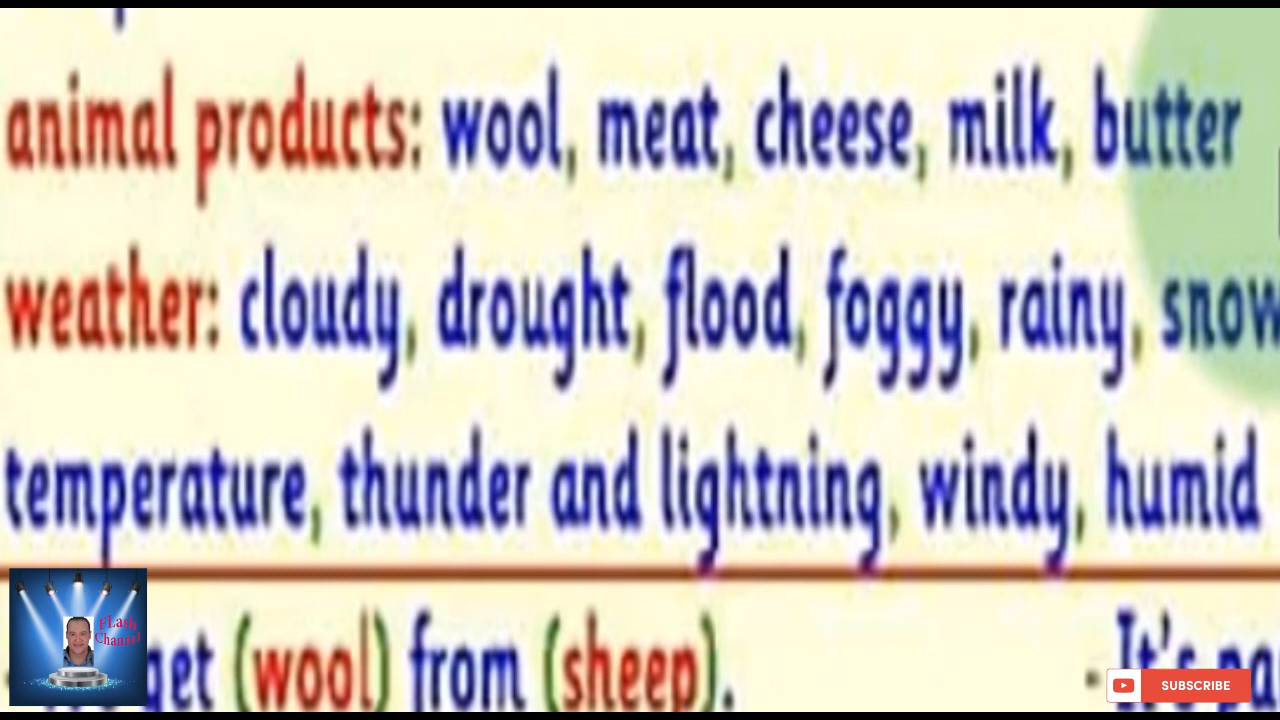 animal products: wool, meat, cheese, milk, butter
weather: cloudy, drought, flood, foggy, rainy, snow
temperature, thunder and lightning, windy, humid
get (wool) from (sheep). - It's
FLash
Channel
SUBSCRIBE